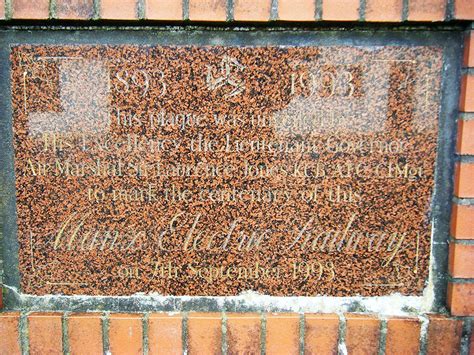 1893 1993
This plaque was unveiled by
His Excellency the Lieutenant Governor
Air Marshal Sir Laurence Jones KCB AFC CIMgt
to mark the centenary of this
Manx Electric Railway
on 7th September 1993